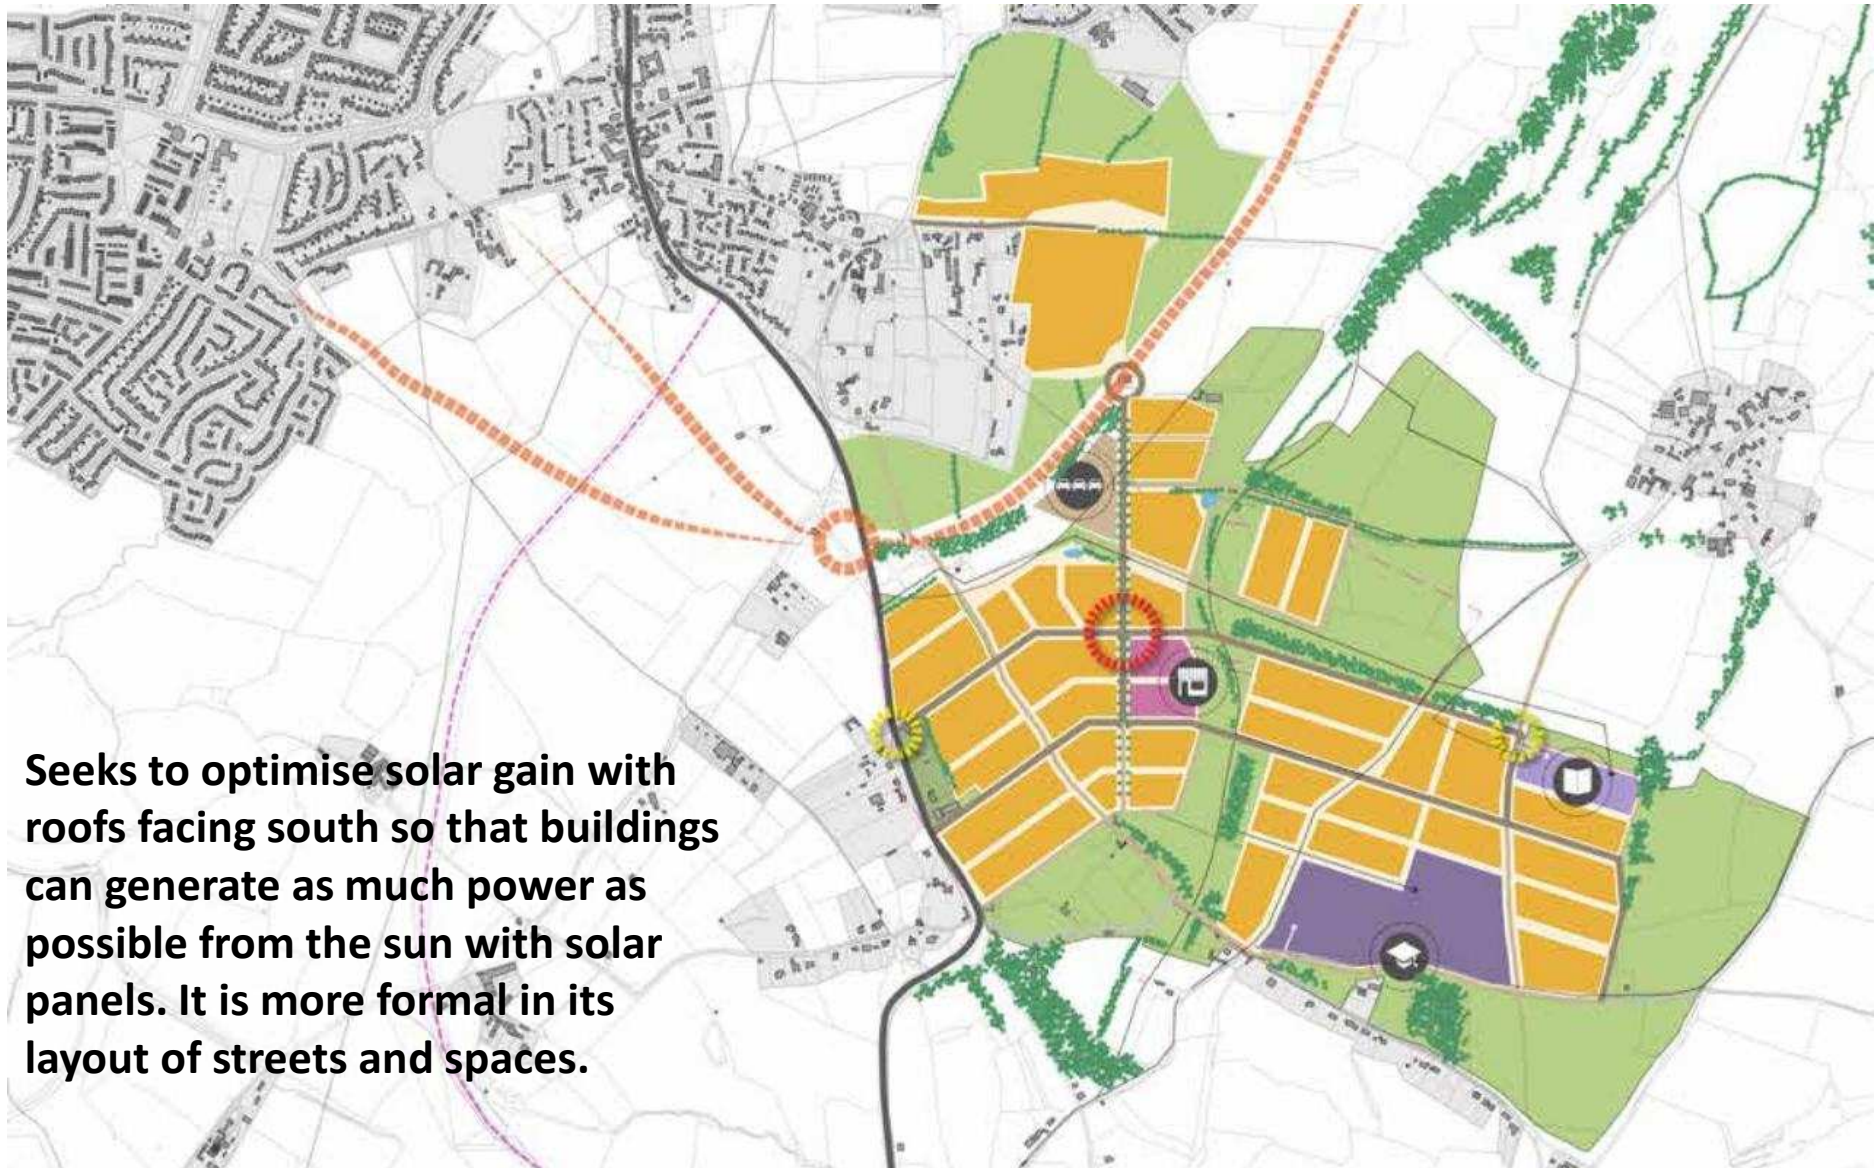 Seeks to optimise solar gain with
roofs facing south so that buildings
can generate as much power as
possible from the sun with solar
panels. It is more formal in its
layout of streets and spaces.